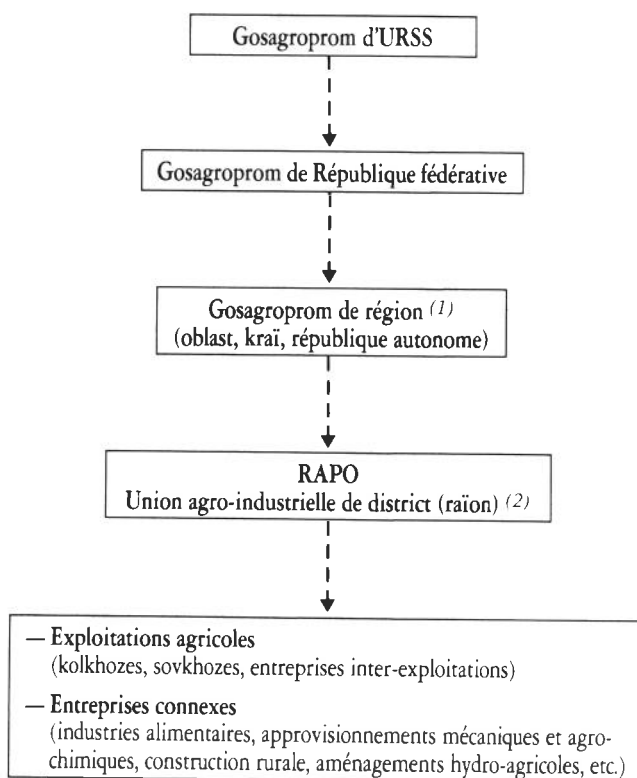 Gosagroprom d'URSS
Gosagroprom de République fédérative
Gosagroprom de région (1)
(oblast, kraï, république autonome)
RAPO
Union agro-industrielle de district (raïon) (2)
— Exploitations agricoles
(kolkhozes, sovkhozes, entreprises inter-exploitations)
— Entreprises connexes
(industries alimentaires, approvisionnements mécaniques et agro-
chimiques, construction rurale, aménagements hydro-agricoles, etc.)